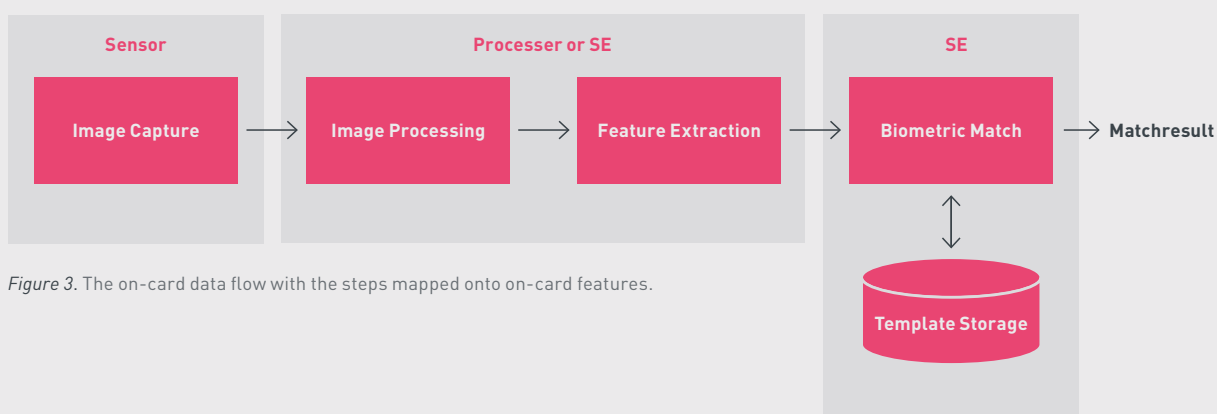 Sensor
Processer or SE
SE
Image Capture
Image Processing
Feature Extraction
Biometric Match
Matchresult
Figure 3. The on-card data flow with the steps mapped onto on-card features.
Template Storage